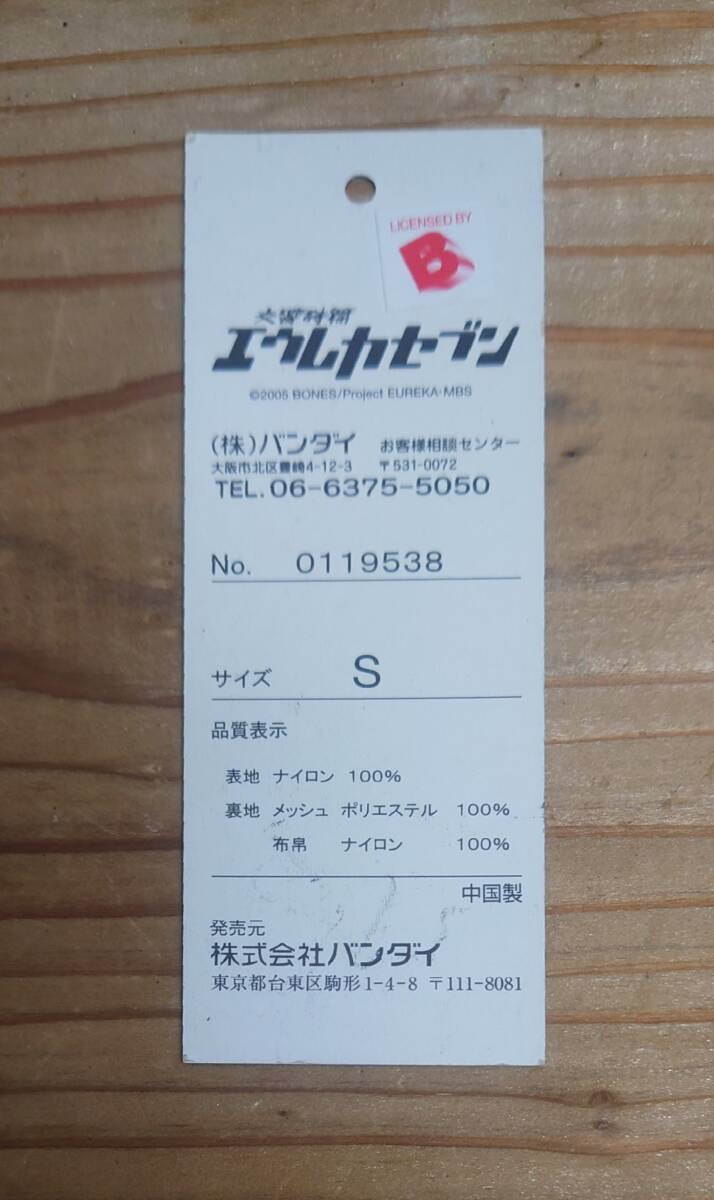 LICENSED BY
B
交響詩篇
エウレカセブン
©2005 BONES/Project EUREKA·MBS
(株)バンダイ お客様相談センター
大阪市北区豊崎4-12-3 〒531-0072
TEL.06-6375-5050
No. 0119538
サイズ S
品質表示
表地 ナイロン 100%
裏地 メッシュ ポリエステル 100%
布帛 ナイロン 100%
中国製
発売元
株式会社バンダイ
東京都台東区駒形1-4-8 〒111-8081